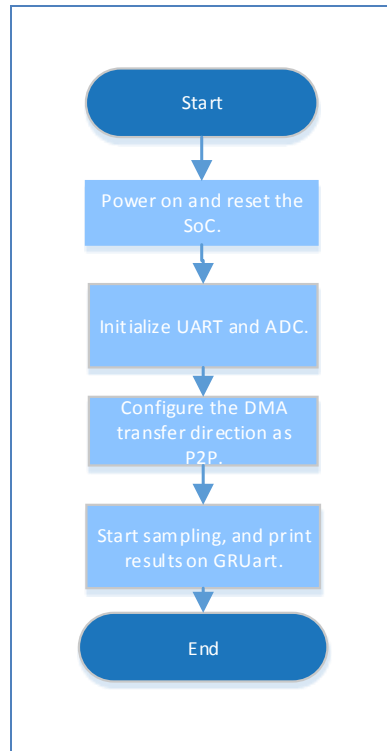 Start
Power on and reset the
SoC.
Initialize UART and ADC.
Configure the DMA
transfer direction as
P2P.
Start sampling, and print
results on GRUart.
End